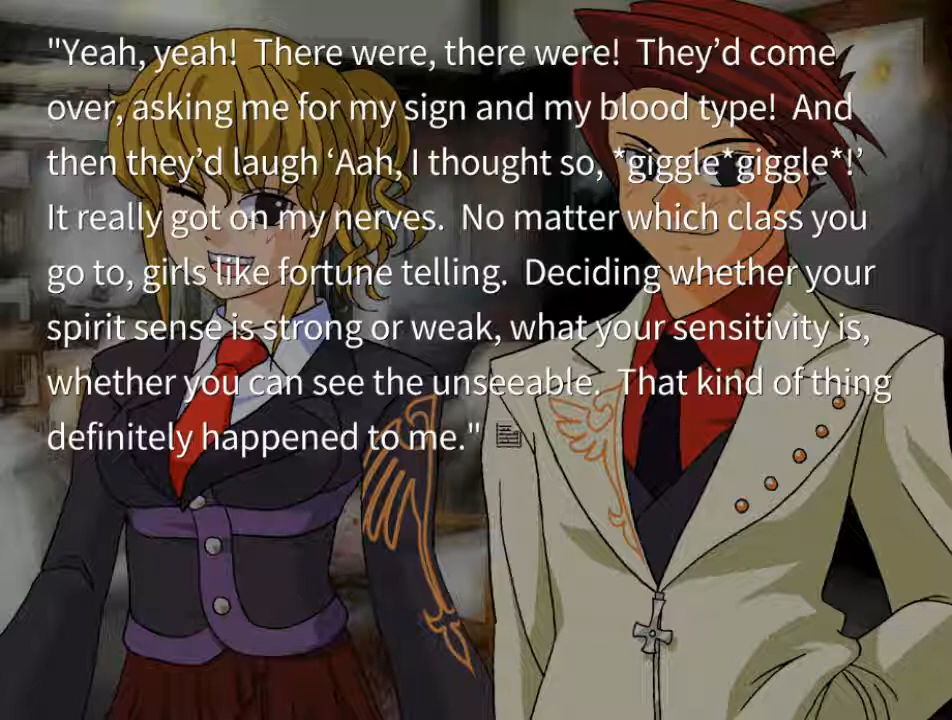 "Yeah, yeah!  There were, there were!  They’d come
over, asking me for my sign and my blood type!  And
then they’d laugh ‘Aah, I thought so, *giggle*giggle*!’
It really got on my nerves.  No matter which class you
go to, girls like fortune telling.  Deciding whether your
spirit sense is strong or weak, what your sensitivity is,
whether you can see the unseeable.  That kind of thing
definitely happened to me."